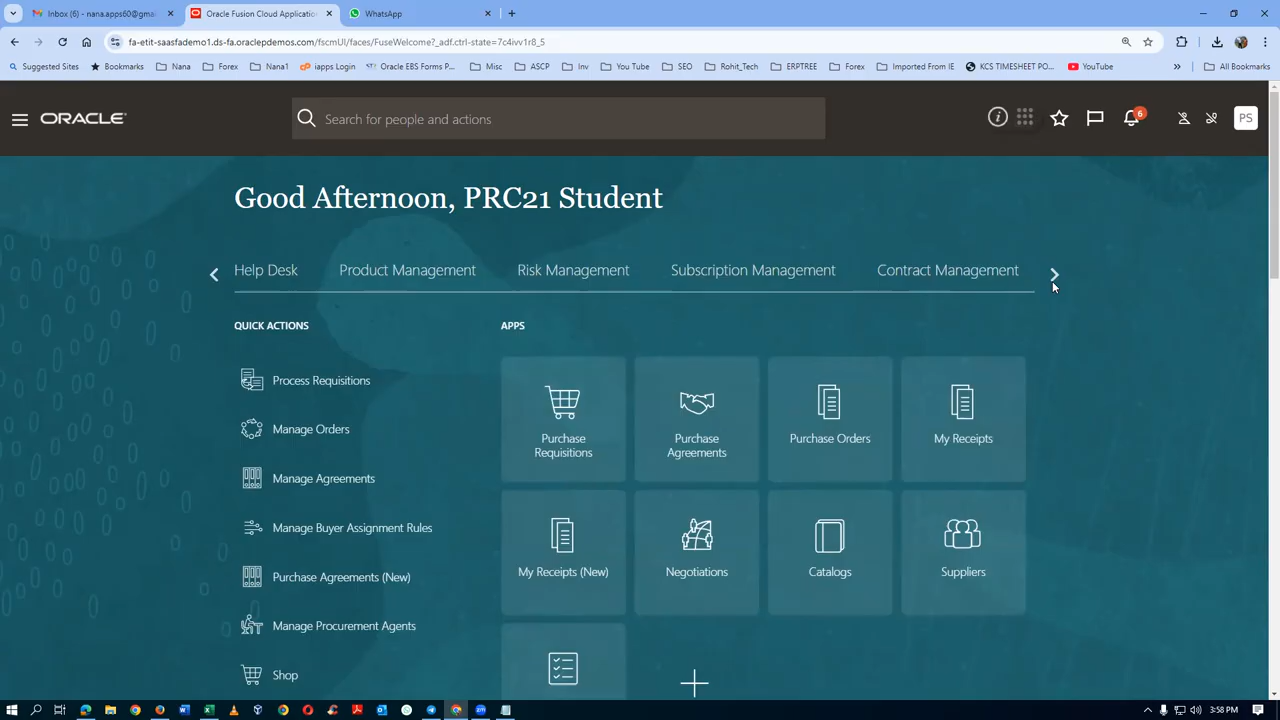 Inbox (6) - nana.apps60@gma
Oracle Fusion Cloud Application
WhatsApp
fa-etit-saasfademo1.ds-fa.oraclepdemos.com/fscmUI/faces/FuseWelcome?_adf.ctrl-state=7c4ivv1r8_5
Suggested Sites
Bookmarks
Nana
Forex
Nana1
iapps Login
Oracle EBS Forms P...
Misc
ASCP
Inv
You Tube
SEO
Rohit_Tech
ERPTREE
Forex
Imported From IE
KCS TIMESHEET PO...
YouTube
All Bookmarks
ORACLE
Search for people and actions
6
PS
Good Afternoon, PRC21 Student
Help Desk
Product Management
Risk Management
Subscription Management
Contract Management
QUICK ACTIONS
Process Requisitions
Manage Orders
Manage Agreements
Manage Buyer Assignment Rules
Purchase Agreements (New)
Manage Procurement Agents
Shop
APPS
Purchase
Requisitions
Purchase
Agreements
Purchase Orders
My Receipts
My Receipts (New)
Negotiations
Catalogs
Suppliers
3:58 PM